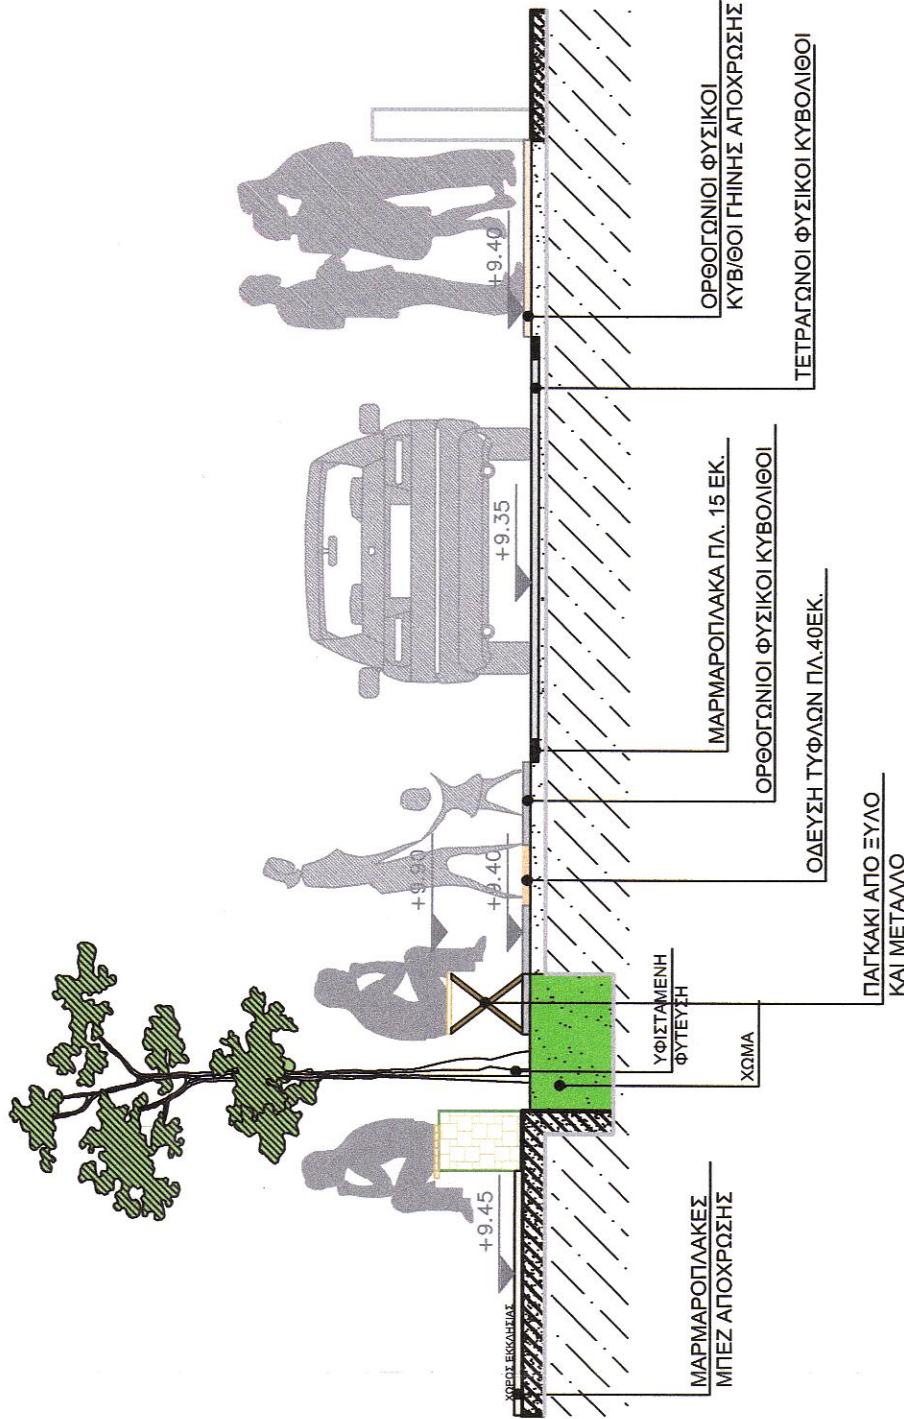 ΧΩΡΟΣ ΕΚΚΛΗΣΙΑΣ
+9.45
+9.90
+9.40
+9.35
+9.40
ΜΑΡΜΑΡΟΠΛΑΚΕΣ
ΜΠΕΖ ΑΠΟΧΡΩΣΗΣ
ΧΩΜΑ
ΥΦΙΣΤΑΜΕΝΗ
ΦΥΤΕΥΣΗ
ΠΑΓΚΑΚΙ ΑΠΟ ΞΥΛΟ
ΚΑΙ ΜΕΤΑΛΛΟ
ΟΔΕΥΣΗ ΤΥΦΛΩΝ ΠΛ.40ΕΚ.
ΟΡΘΟΓΩΝΙΟΙ ΦΥΣΙΚΟΙ ΚΥΒΟΛΙΘΟΙ
ΜΑΡΜΑΡΟΠΛΑΚΑ ΠΛ. 15 ΕΚ.
ΤΕΤΡΑΓΩΝΟΙ ΦΥΣΙΚΟΙ ΚΥΒΟΛΙΘΟΙ
ΟΡΘΟΓΩΝΙΟΙ ΦΥΣΙΚΟΙ
ΚΥΒ/ΘΟΙ ΓΗΙΝΗΣ ΑΠΟΧΡΩΣΗΣ